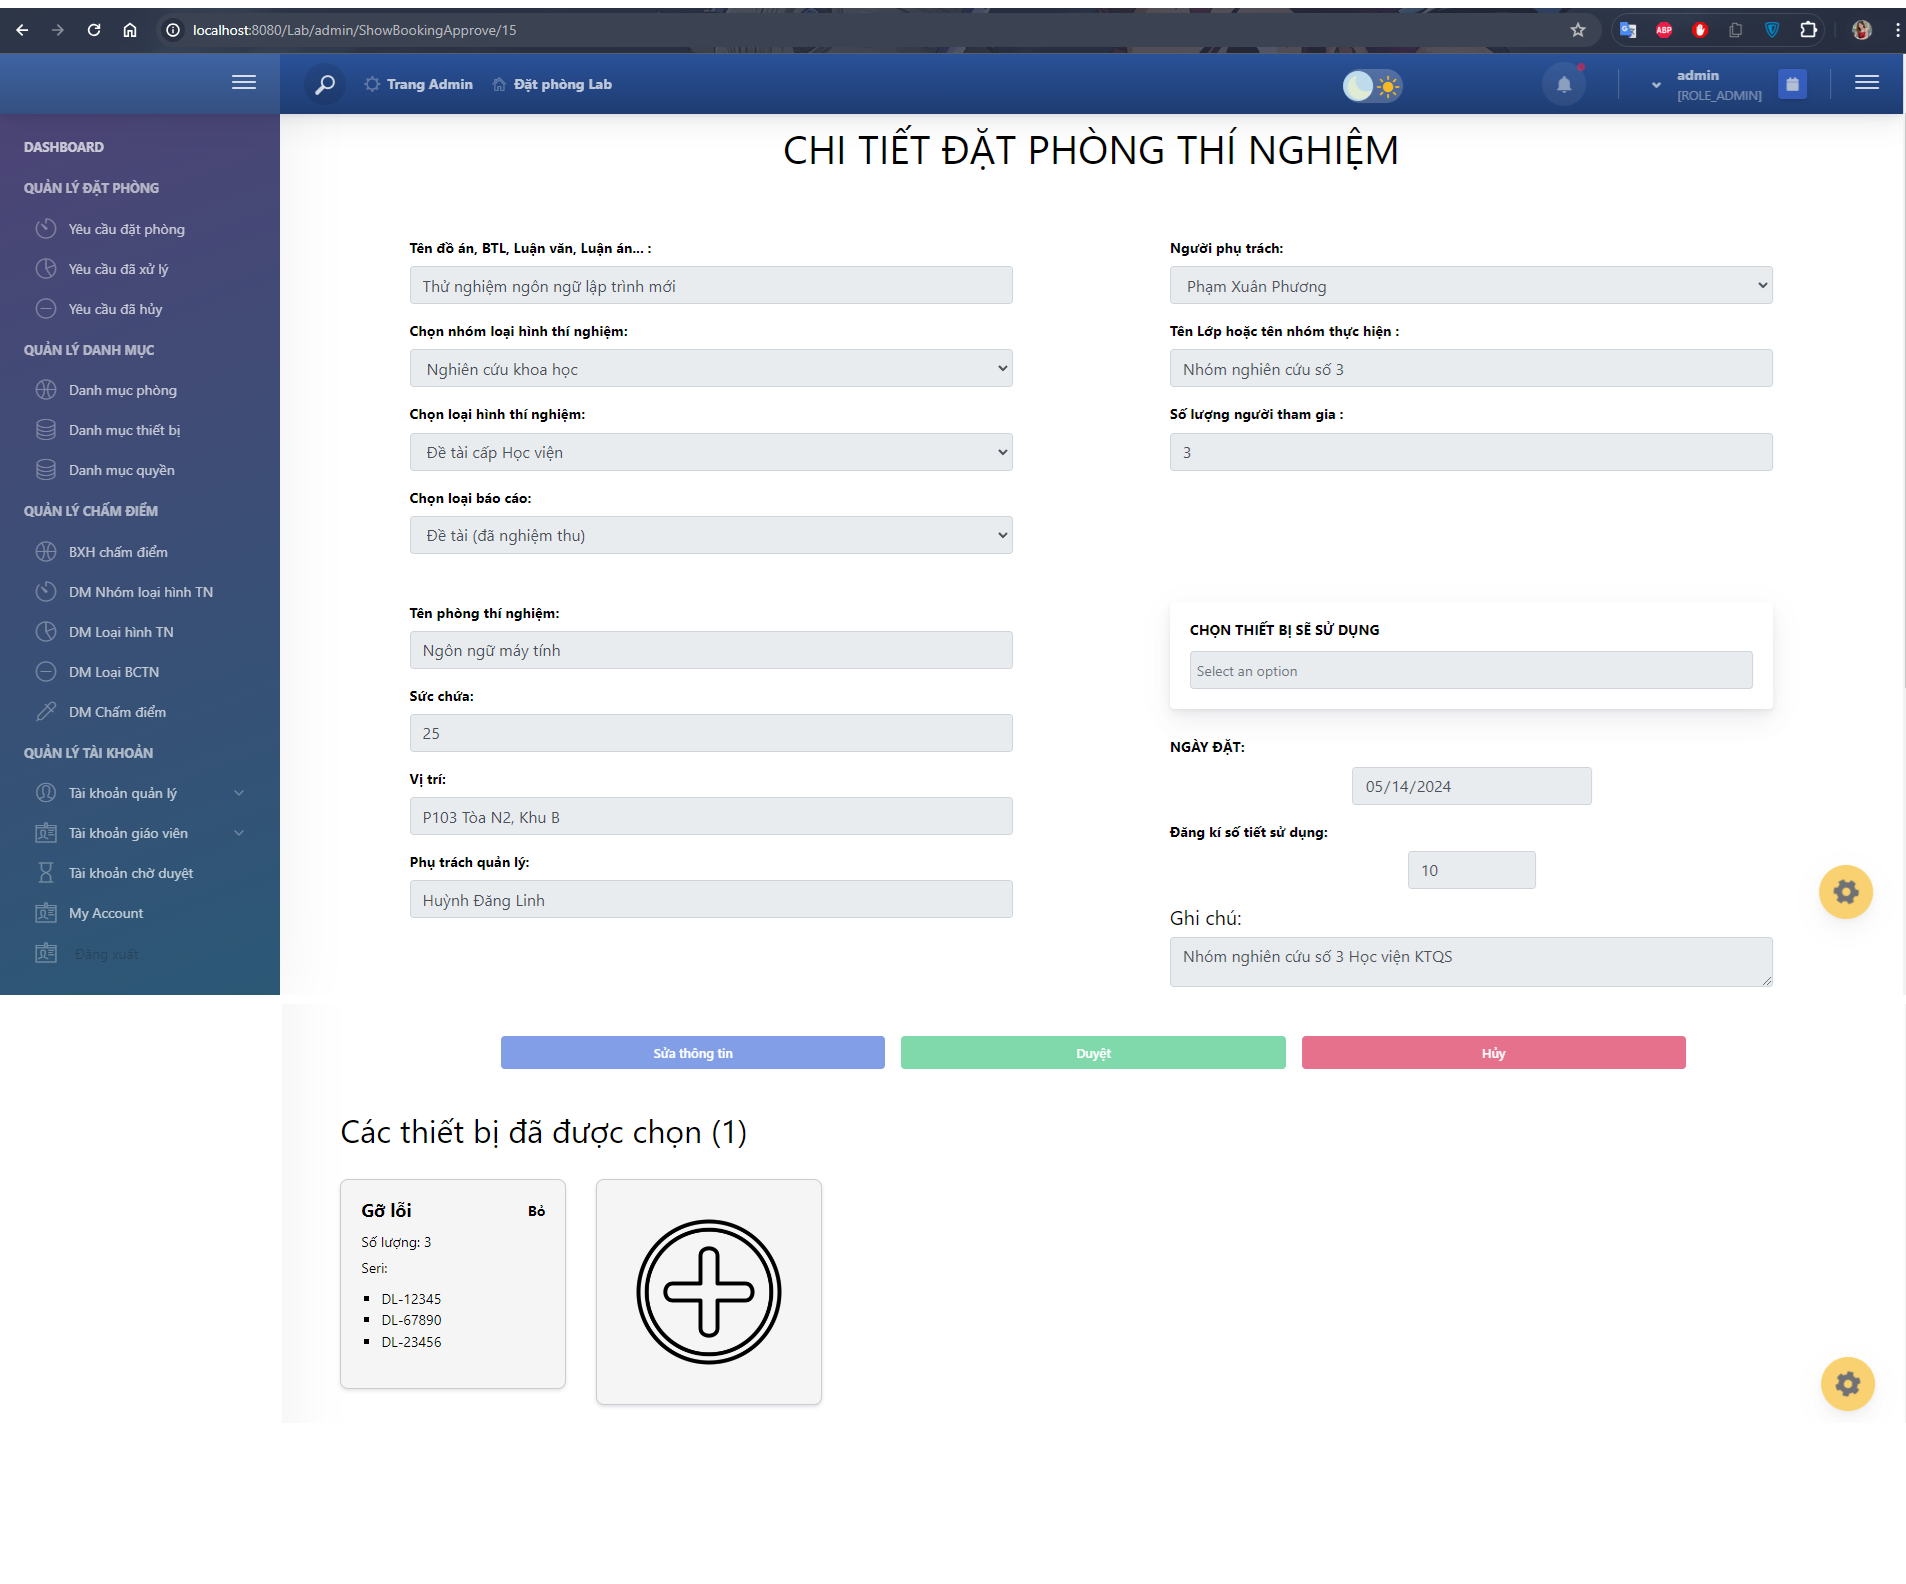 localhost:8080/Lab/admin/ShowBookingApprove/15
Trang Admin
Đặt phòng Lab
admin
[ROLE_ADMIN]
DASHBOARD
QUẢN LÝ ĐẶT PHÒNG
Yêu cầu đặt phòng
Yêu cầu đã xử lý
Yêu cầu đã hủy
QUẢN LÝ DANH MỤC
Danh mục phòng
Danh mục thiết bị
Danh mục quyền
QUẢN LÝ CHẤM ĐIỂM
BXH chấm điểm
DM Nhóm loại hình TN
DM Loại hình TN
DM Loại BCTN
DM Chấm điểm
QUẢN LÝ TÀI KHOẢN
Tài khoản quản lý
Tài khoản giáo viên
Tài khoản chờ duyệt
My Account
Đăng xuất
CHI TIẾT ĐẶT PHÒNG THÍ NGHIỆM
Tên đồ án, BTL, Luận văn, Luận án... :
Thử nghiệm ngôn ngữ lập trình mới
Chọn nhóm loại hình thí nghiệm:
Nghiên cứu khoa học
Chọn loại hình thí nghiệm:
Đề tài cấp Học viện
Chọn loại báo cáo:
Đề tài (đã nghiệm thu)
Người phụ trách:
Phạm Xuân Phương
Tên Lớp hoặc tên nhóm thực hiện :
Nhóm nghiên cứu số 3
Số lượng người tham gia :
3
Tên phòng thí nghiệm:
Ngôn ngữ máy tính
Sức chứa:
25
Vị trí:
P103 Tòa N2, Khu B
Phụ trách quản lý:
Huỳnh Đăng Linh
CHỌN THIẾT BỊ SẼ SỬ DỤNG
Select an option
NGÀY ĐẶT:
05/14/2024
Đăng kí số tiết sử dụng:
10
Ghi chú:
Nhóm nghiên cứu số 3 Học viện KTQS
Sửa thông tin
Duyệt
Hủy
Các thiết bị đã được chọn (1)
Gỡ lỗi
Bỏ
Số lượng: 3
Seri:
DL-12345
DL-67890
DL-23456